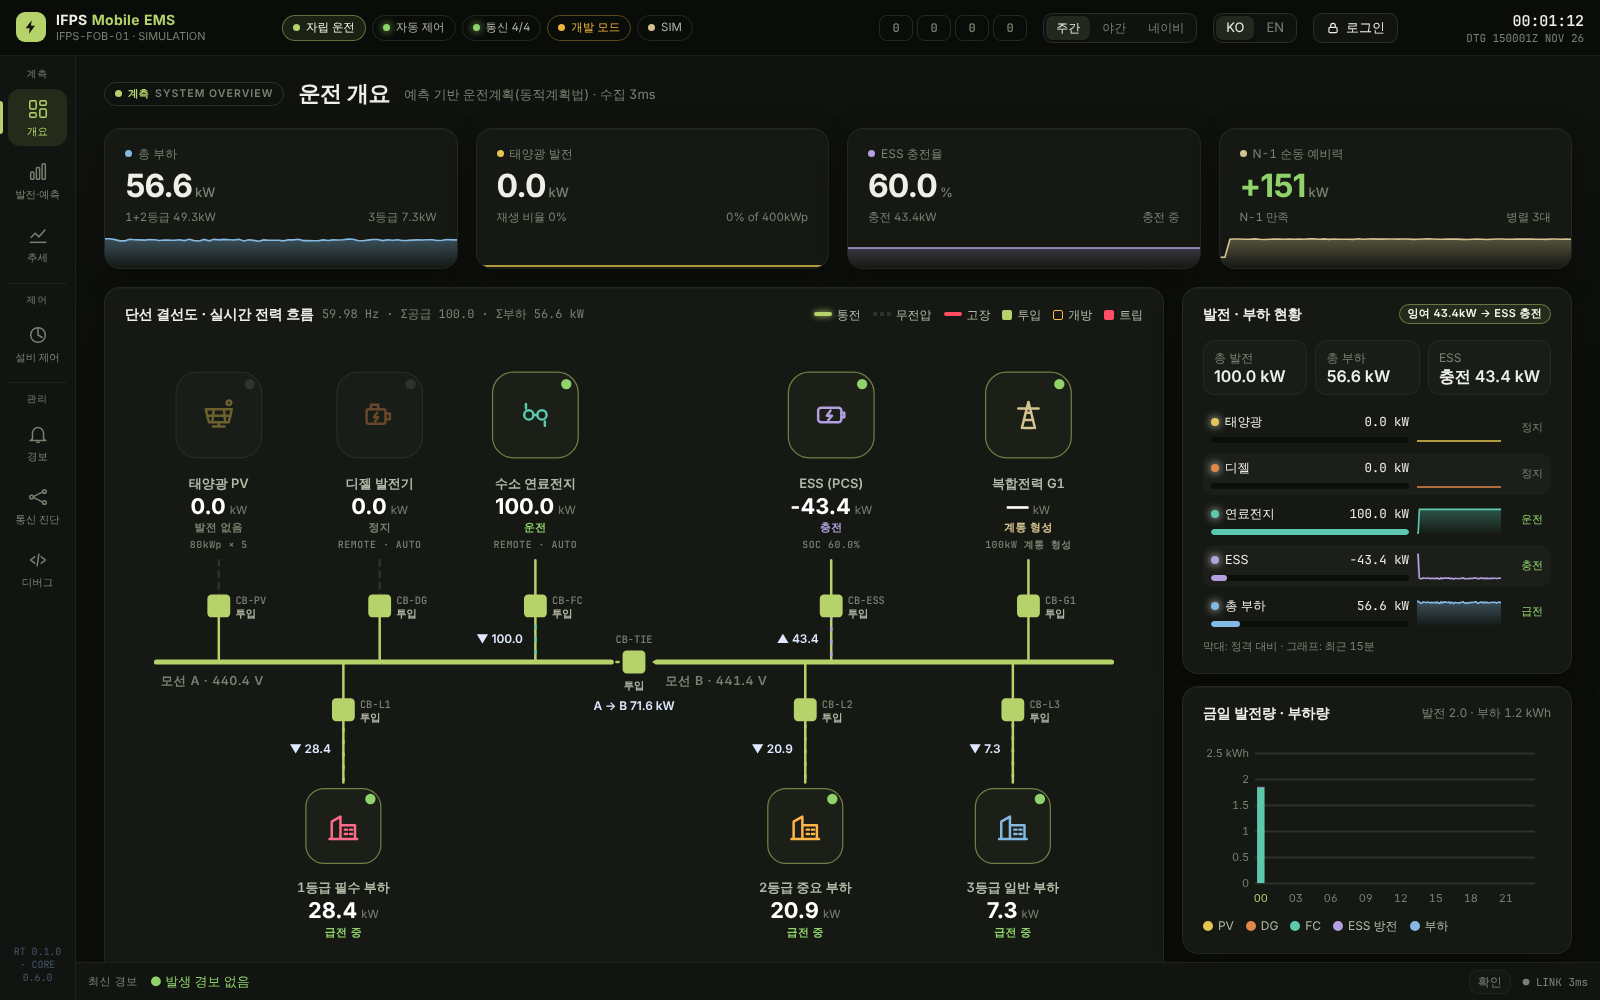 IFPS Mobile EMS
IFPS-FOB-01 · SIMULATION
자립 운전
자동 제어
통신 4/4
개발 모드
SIM
0 0 0 0
주간 야간 네이비
KO EN
로그인
00:01:12
DTG 150001Z NOV 26
계측
개요
발전·예측
추세
제어
설비 제어
관리
경보
통신 진단
디버그
RT 0.1.0
· CORE
0.6.0
계측 SYSTEM OVERVIEW
운전 개요
예측 기반 운전계획(동적계획법) · 수집 3ms
총 부하
56.6 kW
1+2등급 49.3kW 3등급 7.3kW
태양광 발전
0.0 kW
재생 비율 0% 0% of 400kWp
ESS 충전율
60.0 %
충전 43.4kW 충전 중
N-1 순동 예비력
+151 kW
N-1 만족 병렬 3대
단선 결선도 · 실시간 전력 흐름 59.98 Hz · Σ공급 100.0 · Σ부하 56.6 kW
통전 무전압 고장 투입 개방 트립
태양광 PV
0.0 kW
발전 없음
80kWp × 5
디젤 발전기
0.0 kW
정지
REMOTE · AUTO
수소 연료전지
100.0 kW
운전
REMOTE · AUTO
ESS (PCS)
-43.4 kW
충전
SOC 60.0%
복합전력 G1
— kW
계통 형성
100kW 계통 형성
CB-PV
투입
CB-DG
투입
CB-FC
투입
CB-ESS
투입
CB-G1
투입
▼ 100.0
CB-TIE
▲ 43.4
투입
모선 A · 440.4 V
모선 B · 441.4 V
A → B 71.6 kW
CB-L1
투입
CB-L2
투입
CB-L3
투입
▼ 28.4
▼ 20.9
▼ 7.3
1등급 필수 부하
28.4 kW
급전 중
2등급 중요 부하
20.9 kW
급전 중
3등급 일반 부하
7.3 kW
급전 중
발전 · 부하 현황
잉여 43.4kW → ESS 충전
총 발전
100.0 kW
총 부하
56.6 kW
ESS
충전 43.4 kW
태양광 0.0 kW 정지
디젤 0.0 kW 정지
연료전지 100.0 kW 운전
ESS -43.4 kW 충전
총 부하 56.6 kW 급전
막대: 정격 대비 · 그래프: 최근 15분
금일 발전량 · 부하량
발전 2.0 · 부하 1.2 kWh
2.5 kWh
2
1.5
1
0.5
0
00 03 06 09 12 15 18 21
PV DG FC ESS 방전 부하
최신 경보
발생 경보 없음
확인
LINK 3ms